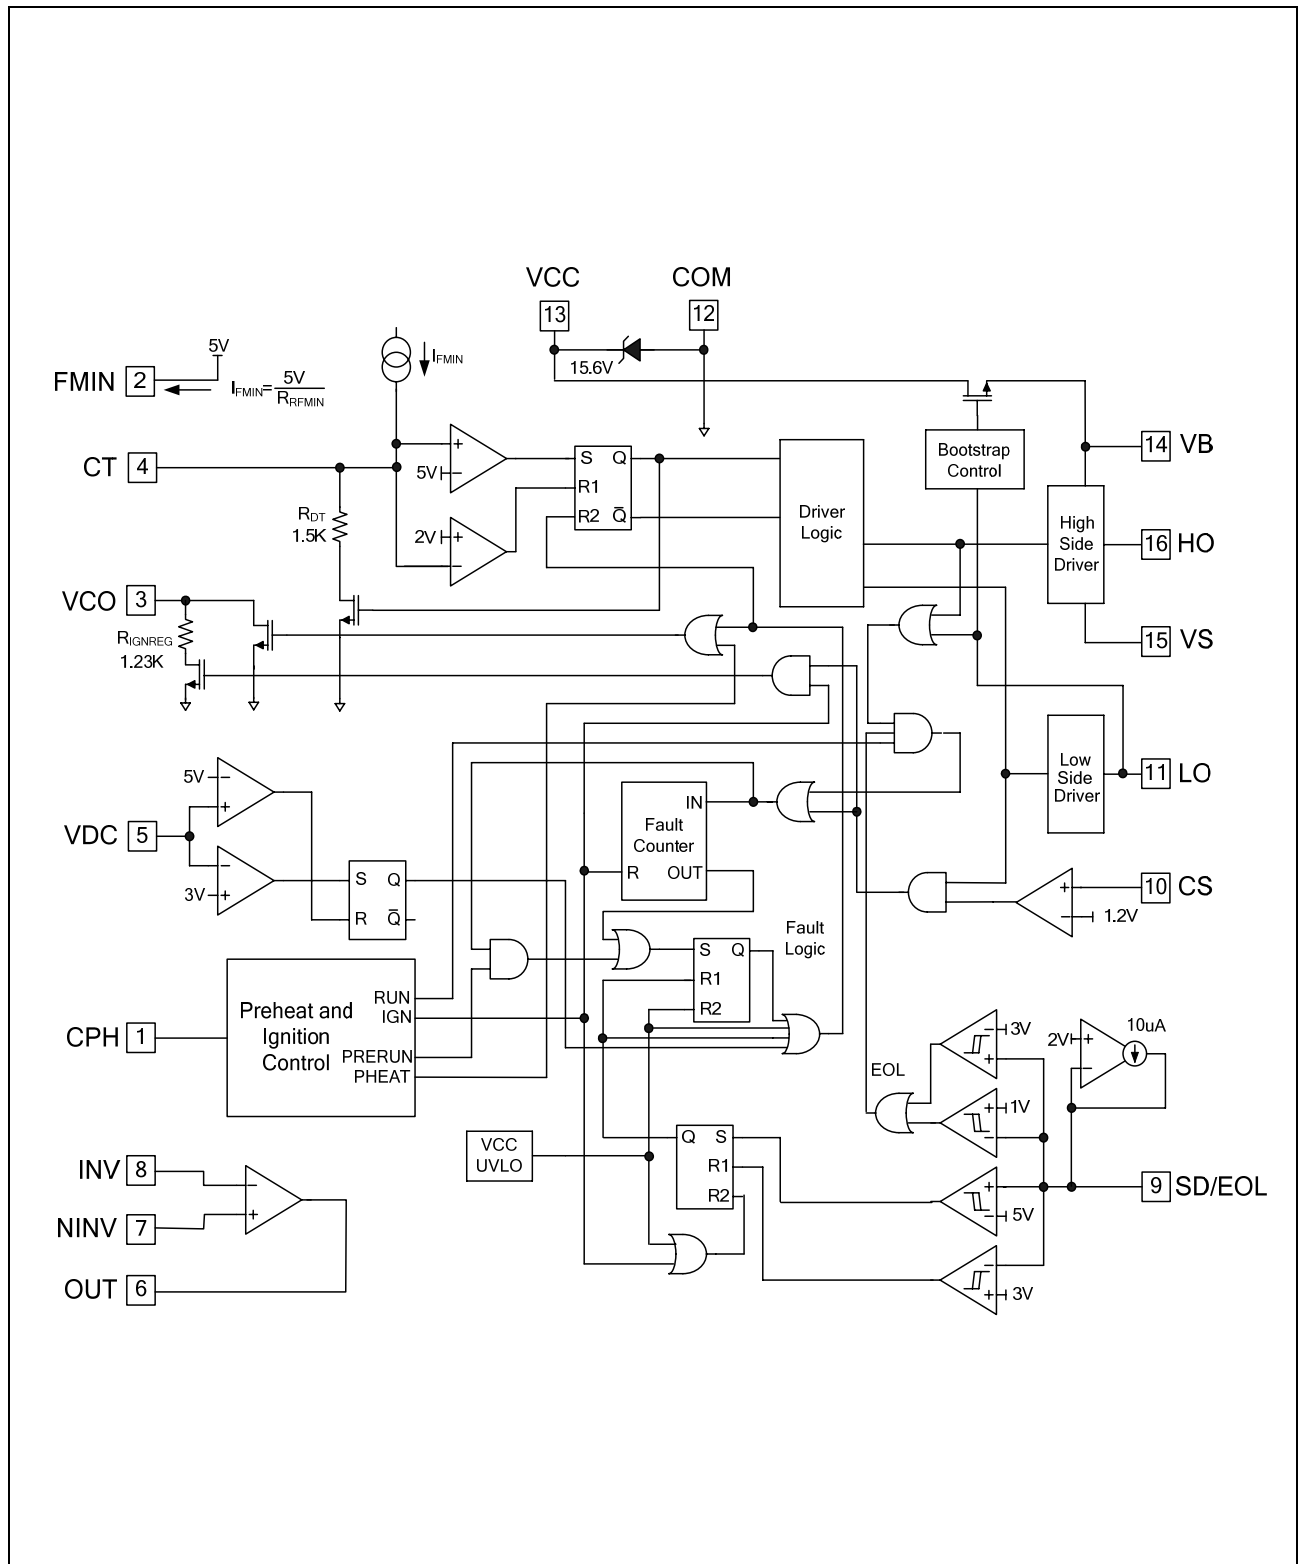 VCC
COM
13
12
5V
IFMIN
15.6V
FMIN 2
IFMIN= 5V
RRFMIN
14 VB
+
5V −
S Q
Bootstrap
Control
CT 4
R1
R2 Q̅
RDT
1.5K
Driver
Logic
High
Side
Driver
2V +
−
16 HO
VCO 3
RIGNREG
1.23K
15 VS
5V −
+
Low
Side
Driver
11 LO
IN
Fault
Counter
R OUT
VDC 5
−
3V +
S Q
R Q̅
+
− 1.2V
10 CS
Fault
Logic
S Q
R1
R2
Preheat and
Ignition
Control
RUN
IGN
PRERUN
PHEAT
CPH 1
− 3V
+
10uA
2V +
−
EOL
+ 1V
−
VCC
UVLO
Q S
R1
R2
INV 8
−
+
NINV 7
+
− 5V
9 SD/EOL
OUT 6
−
+ 3V